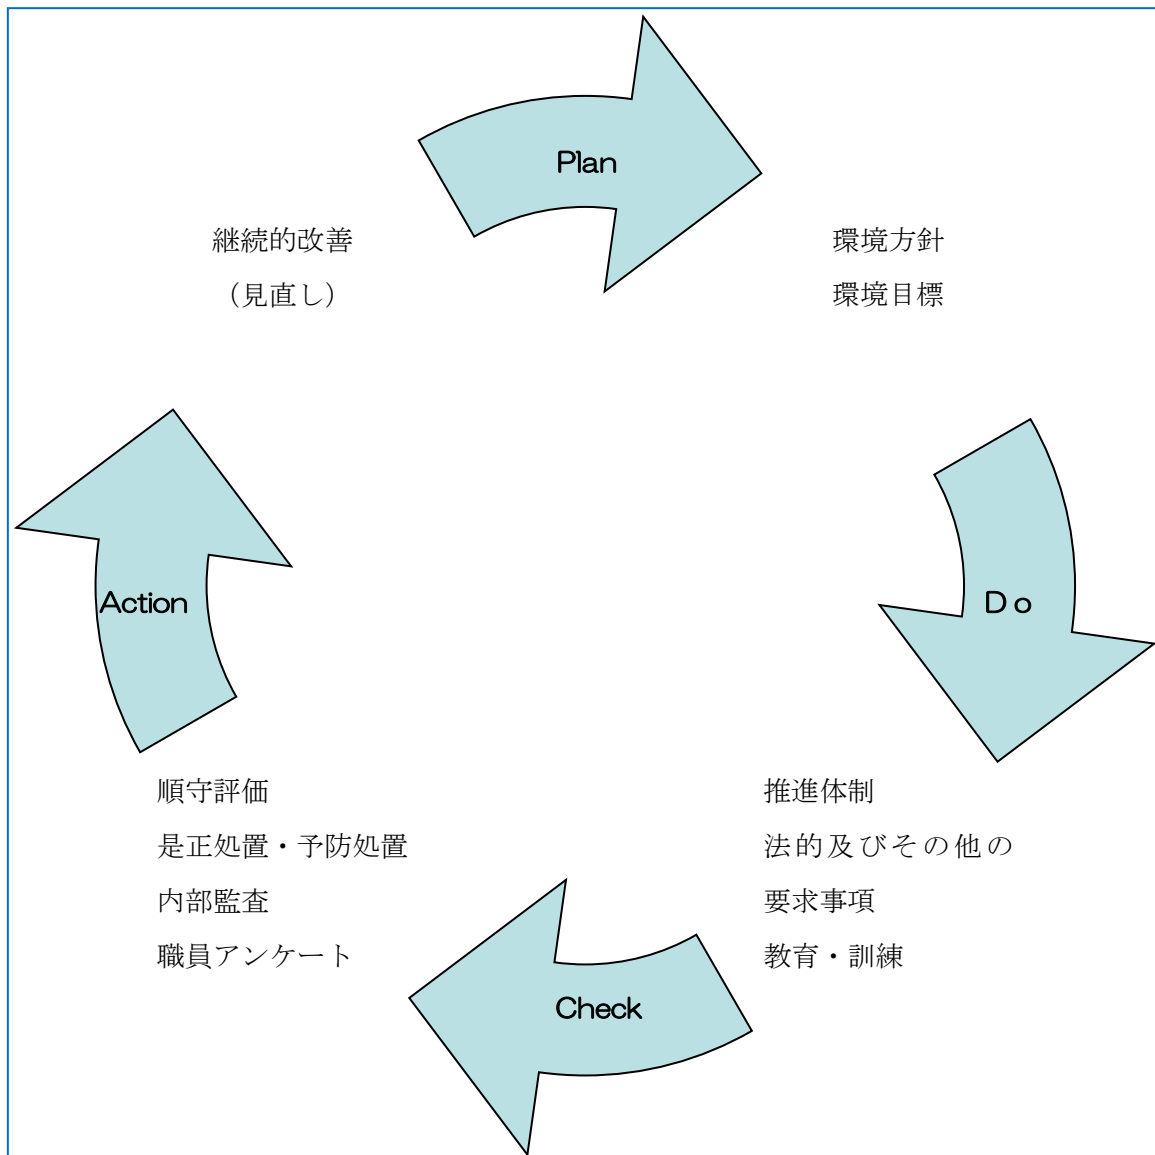 Plan
継続的改善
（見直し）
環境方針
環境目標
Action
Do
順守評価
是正処置・予防処置
内部監査
職員アンケート
推進体制
法的及びその他の
要求事項
教育・訓練
Check